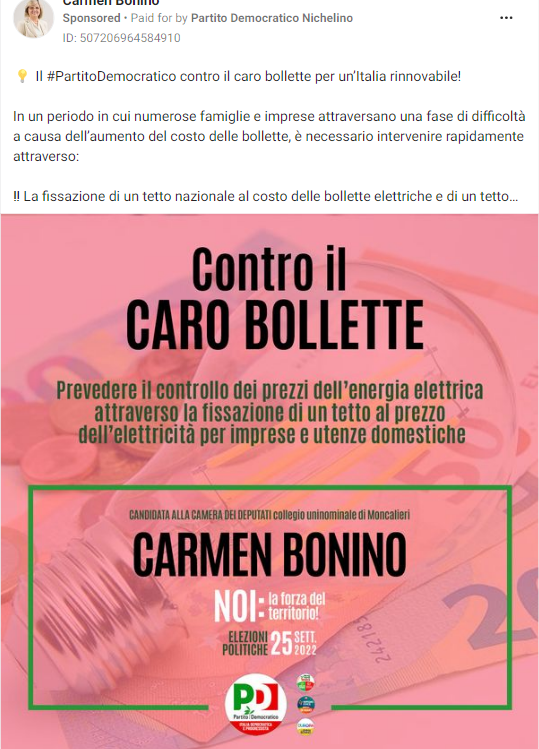 Carmen Bonino
Sponsored • Paid for by Partito Democratico Nichelino
ID: 507206964584910
Il #PartitoDemocratico contro il caro bollette per un'Italia rinnovabile!
In un periodo in cui numerose famiglie e imprese attraversano una fase di difficoltà
a causa dell'aumento del costo delle bollette, è necessario intervenire rapidamente
attraverso:
‼ La fissazione di un tetto nazionale al costo delle bollette elettriche e di un tetto...
Contro il
CARO BOLLETTE
Prevedere il controllo dei prezzi dell'energia elettrica
attraverso la fissazione di un tetto al prezzo
dell'elettricità per imprese e utenze domestiche
CANDIDATA ALLA CAMERA DEI DEPUTATI collegio uninominale di Moncalieri
CARMEN BONINO
NOI: la forza del
territorio!
ELEZIONI
POLITICHE 25 SETT.
2022
PD
Partito Democratico
ITALIA DEMOCRATICA
E PROGRESSISTA
50
20